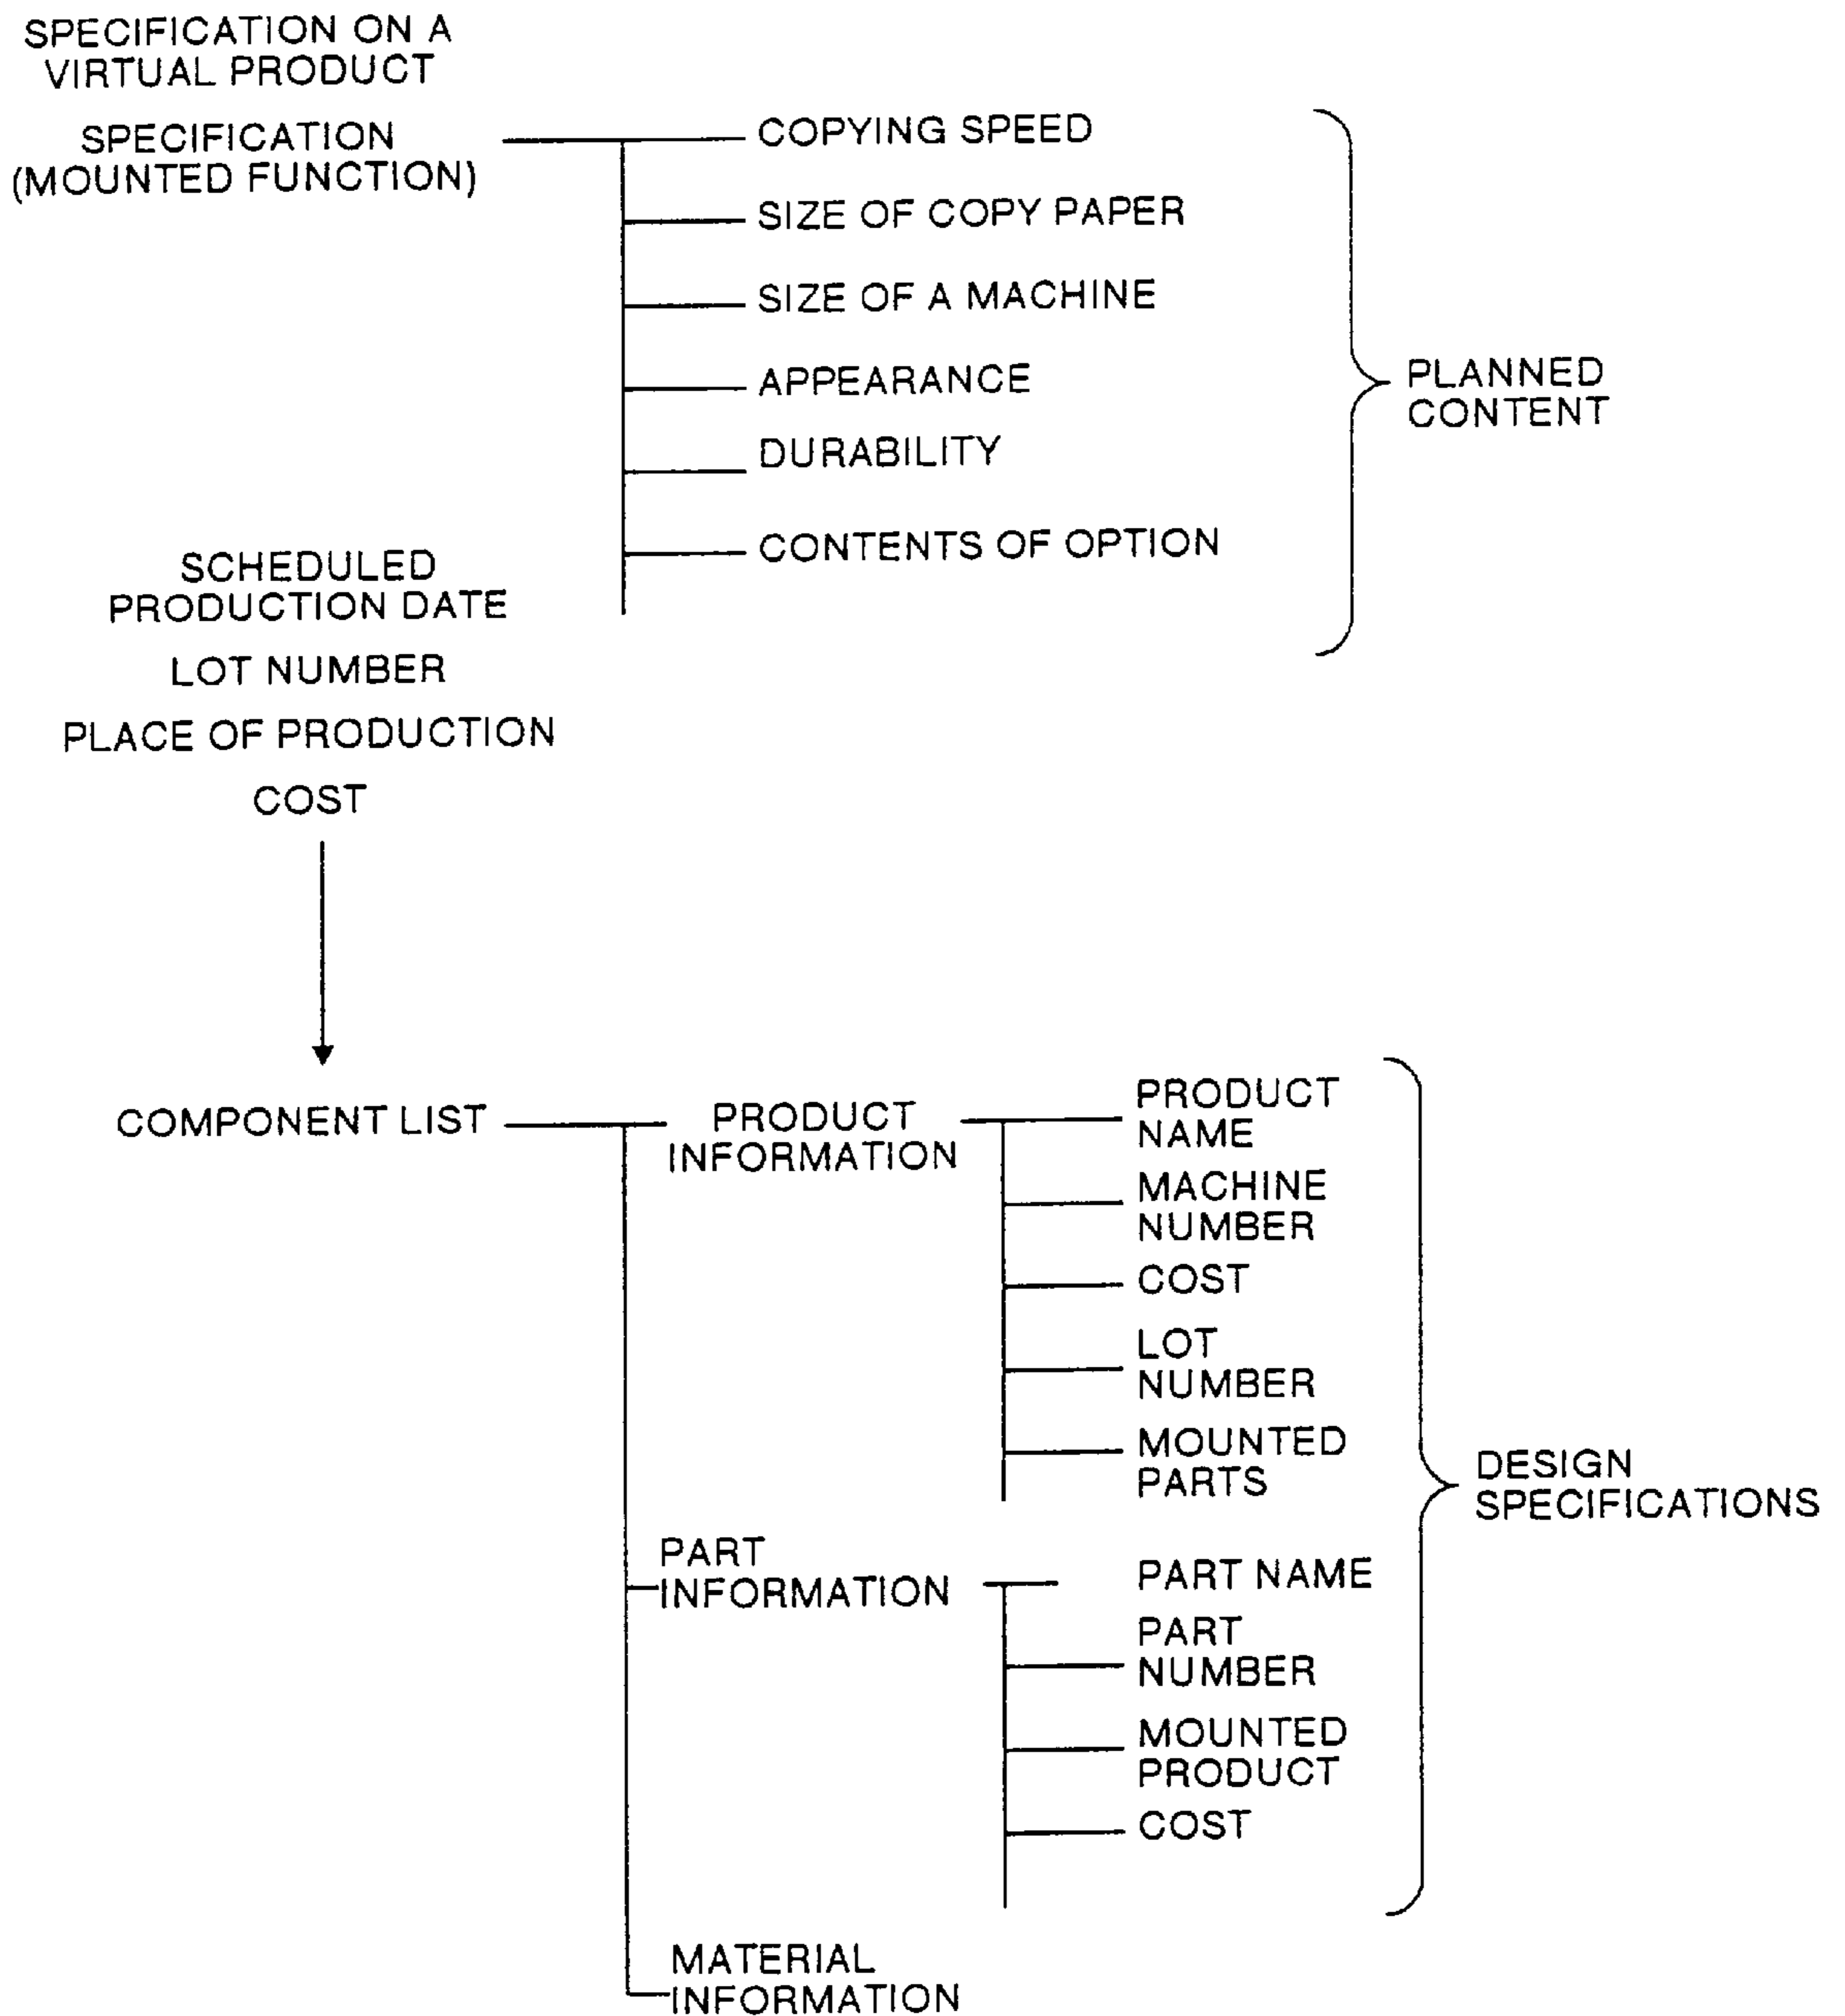 SPECIFICATION ON A
VIRTUAL PRODUCT
SPECIFICATION
(MOUNTED FUNCTION)
COPYING SPEED
SIZE OF COPY PAPER
SIZE OF A MACHINE
APPEARANCE
DURABILITY
CONTENTS OF OPTION
PLANNED
CONTENT
SCHEDULED
PRODUCTION DATE
LOT NUMBER
PLACE OF PRODUCTION
COST
COMPONENT LIST
PRODUCT
INFORMATION
PRODUCT
NAME
MACHINE
NUMBER
COST
LOT
NUMBER
MOUNTED
PARTS
PART
INFORMATION
PART NAME
PART
NUMBER
MOUNTED
PRODUCT
COST
DESIGN
SPECIFICATIONS
MATERIAL
INFORMATION